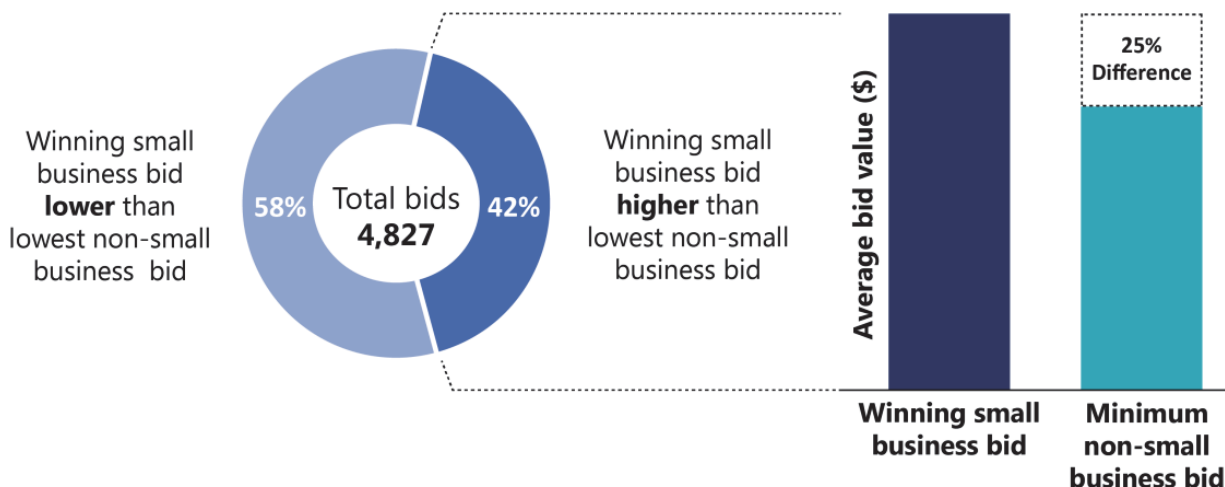 Winning small
business bid
lower than
lowest non-small
business bid
58%
Total bids
4,827
42%
Winning small
business bid
higher than
lowest non-small
business bid
Average bid value ($)
25%
Difference
Winning small
business bid
Minimum
non-small
business bid